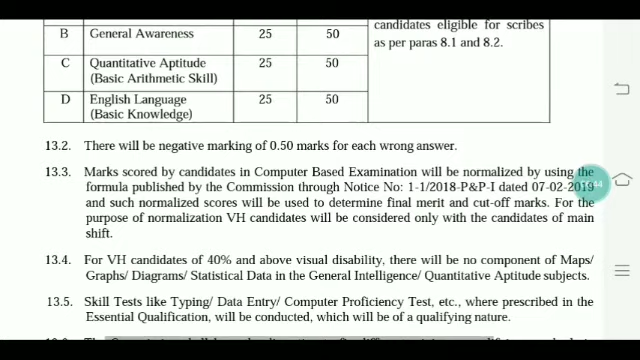 candidates eligible for scribes
as per paras 8.1 and 8.2.
B General Awareness 25 50
C Quantitative Aptitude 25 50
(Basic Arithmetic Skill)
D English Language 25 50
(Basic Knowledge)
13.2. There will be negative marking of 0.50 marks for each wrong answer.
13.3. Marks scored by candidates in Computer Based Examination will be normalized by using the
formula published by the Commission through Notice No: 1-1/2018-P&P-I dated 07-02-2019
and such normalized scores will be used to determine final merit and cut-off marks. For the
purpose of normalization VH candidates will be considered only with the candidates of main
shift.
13.4. For VH candidates of 40% and above visual disability, there will be no component of Maps/
Graphs/ Diagrams/ Statistical Data in the General Intelligence/ Quantitative Aptitude subjects.
13.5. Skill Tests like Typing/ Data Entry/ Computer Proficiency Test, etc., where prescribed in the
Essential Qualification, will be conducted, which will be of a qualifying nature.